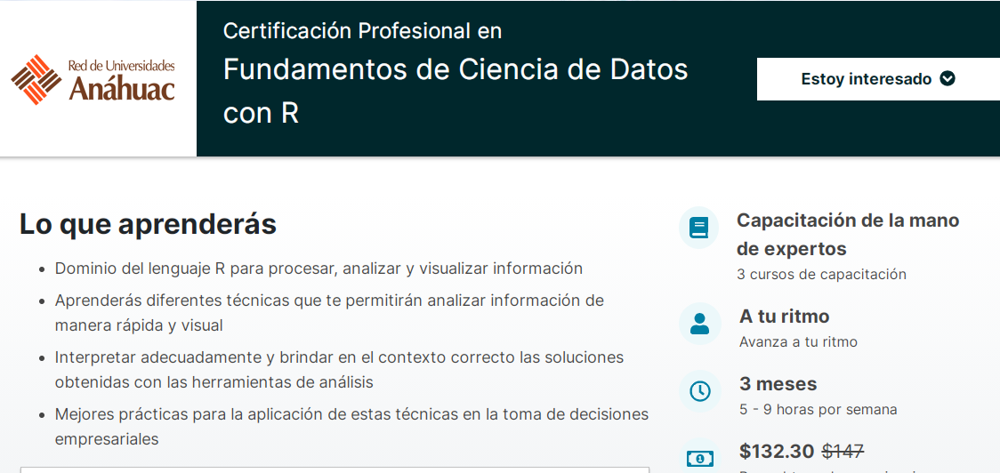 Red de Universidades
Anáhuac
Certificación Profesional en
Fundamentos de Ciencia de Datos
con R
Estoy interesado
Lo que aprenderás
Dominio del lenguaje R para procesar, analizar y visualizar información
Aprenderás diferentes técnicas que te permitirán analizar información de
manera rápida y visual
Interpretar adecuadamente y brindar en el contexto correcto las soluciones
obtenidas con las herramientas de análisis
Mejores prácticas para la aplicación de estas técnicas en la toma de decisiones
empresariales
Capacitación de la mano
de expertos
3 cursos de capacitación
A tu ritmo
Avanza a tu ritmo
3 meses
5 - 9 horas por semana
$132.30 $147